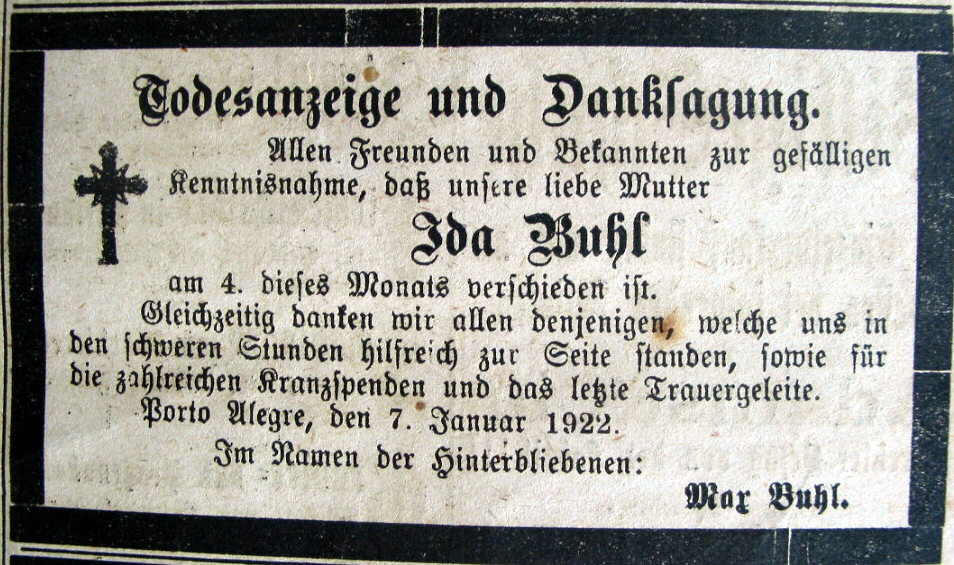 Todesanzeige und Dankſagung.
Allen Freunden und Bekannten zur gefälligen
Kenntnisnahme, daß unſere liebe Mutter
Ida Buhl
am 4. dieſes Monats verſchieden iſt.
Gleichzeitig danken wir allen denjenigen, welche uns in
den ſchweren Stunden hilfreich zur Seite ſtanden, ſowie für
die zahlreichen Kranzſpenden und das letzte Trauergeleite.
Porto Alegre, den 7. Januar 1922.
Im Namen der Hinterbliebenen:
Max Buhl.